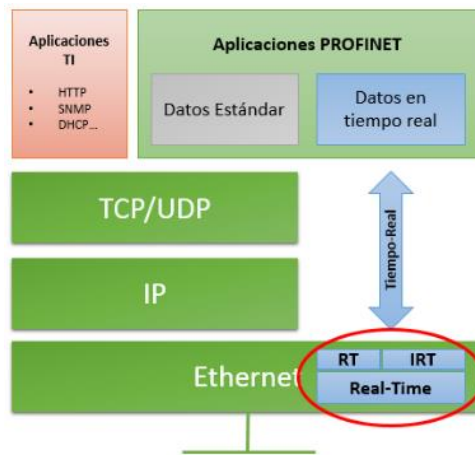 Aplicaciones
TI
• HTTP
• SNMP
• DHCP...
Aplicaciones PROFINET
Datos Estándar
Datos en
tiempo real
TCP/UDP
IP
Tiempo-Real
Ethernet
RT
IRT
Real-Time